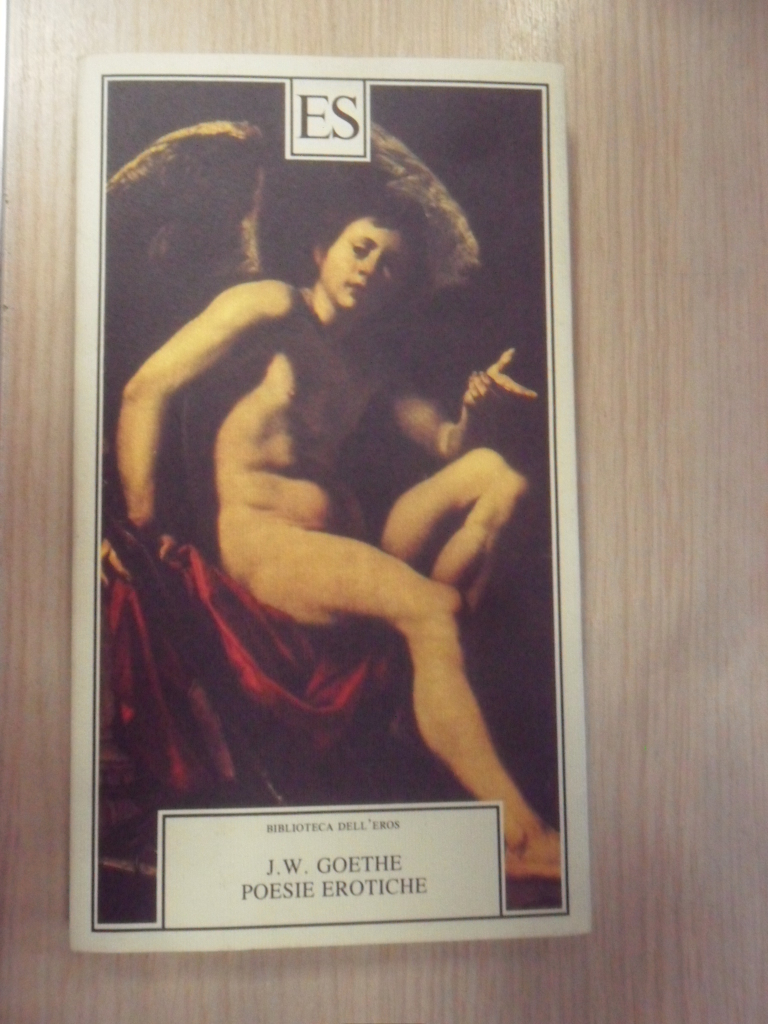 ES
BIBLIOTECA DELL'EROS
J.W. GOETHE
POESIE EROTICHE